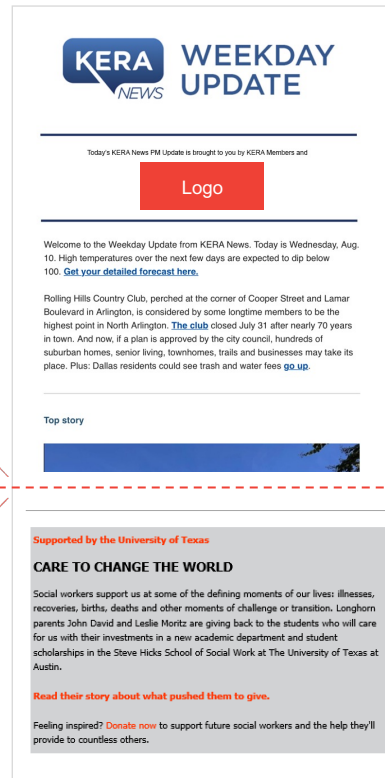 KERA
NEWS
WEEKDAY
UPDATE
Today's KERA News PM Update is brought to you by KERA Members and
Logo
Welcome to the Weekday Update from KERA News. Today is Wednesday, Aug.
10. High temperatures over the next few days are expected to dip below
100. Get your detailed forecast here.
Rolling Hills Country Club, perched at the corner of Cooper Street and Lamar
Boulevard in Arlington, is considered by some longtime members to be the
highest point in North Arlington. The club closed July 31 after nearly 70 years
in town. And now, if a plan is approved by the city council, hundreds of
suburban homes, senior living, townhomes, trails and businesses may take its
place. Plus: Dallas residents could see trash and water fees go up.
Top story
Supported by the University of Texas
CARE TO CHANGE THE WORLD
Social workers support us at some of the defining moments of our lives: illnesses,
recoveries, births, deaths and other moments of challenge or transition. Longhorn
parents John David and Leslie Moritz are giving back to the students who will care
for us with their investments in a new academic department and student
scholarships in the Steve Hicks School of Social Work at The University of Texas at
Austin.
Read their story about what pushed them to give.
Feeling inspired? Donate now to support future social workers and the help they'll
provide to countless others.